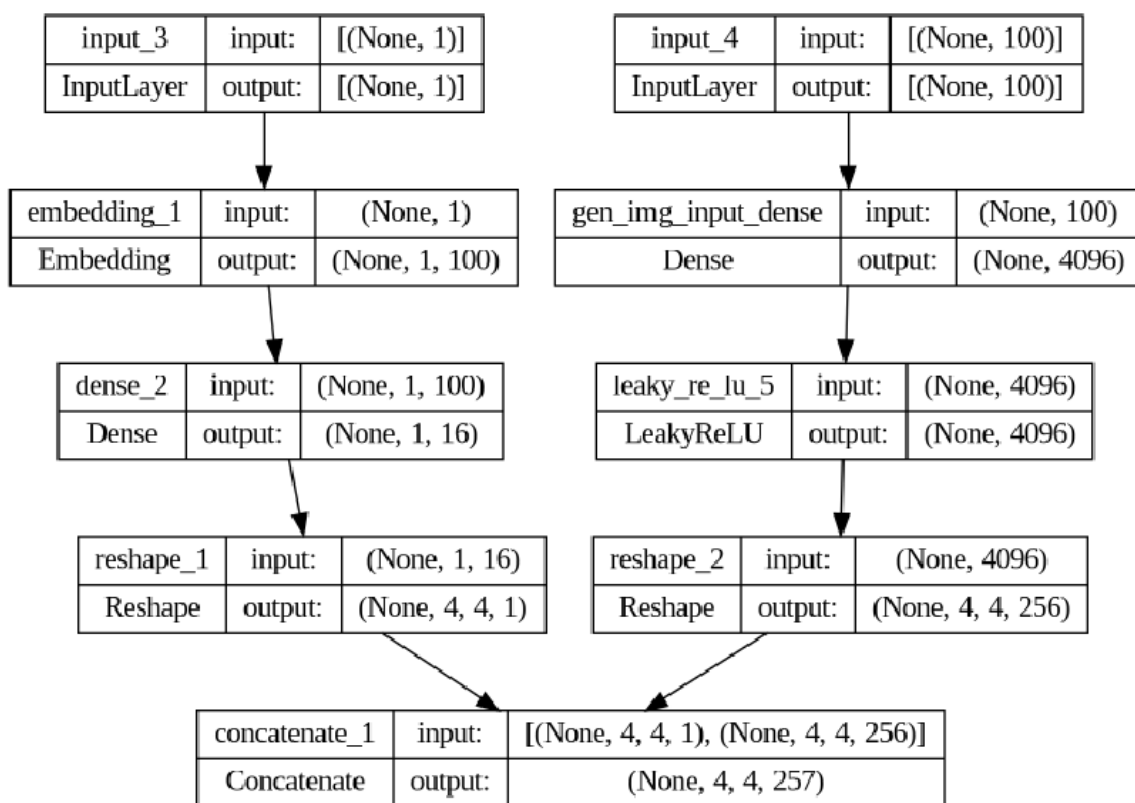 input_3 input: [(None, 1)]
InputLayer output: [(None, 1)]
input_4 input: [(None, 100)]
InputLayer output: [(None, 100)]
embedding_1 input: (None, 1)
Embedding output: (None, 1, 100)
gen_img_input_dense input: (None, 100)
Dense output: (None, 4096)
dense_2 input: (None, 1, 100)
Dense output: (None, 1, 16)
leaky_re_lu_5 input: (None, 4096)
LeakyReLU output: (None, 4096)
reshape_1 input: (None, 1, 16)
Reshape output: (None, 4, 4, 1)
reshape_2 input: (None, 4096)
Reshape output: (None, 4, 4, 256)
concatenate_1 input: [(None, 4, 4, 1), (None, 4, 4, 256)]
Concatenate output: (None, 4, 4, 257)